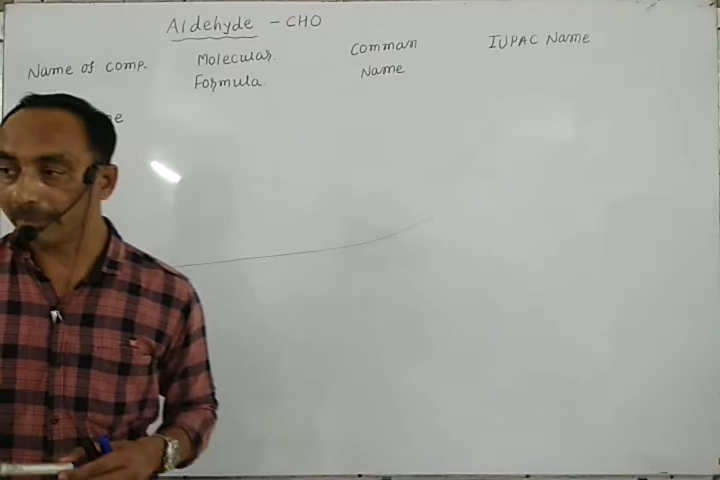 Aldehyde - CHO
Name of comp. Molecular Comman IUPAC Name
Formula. Name